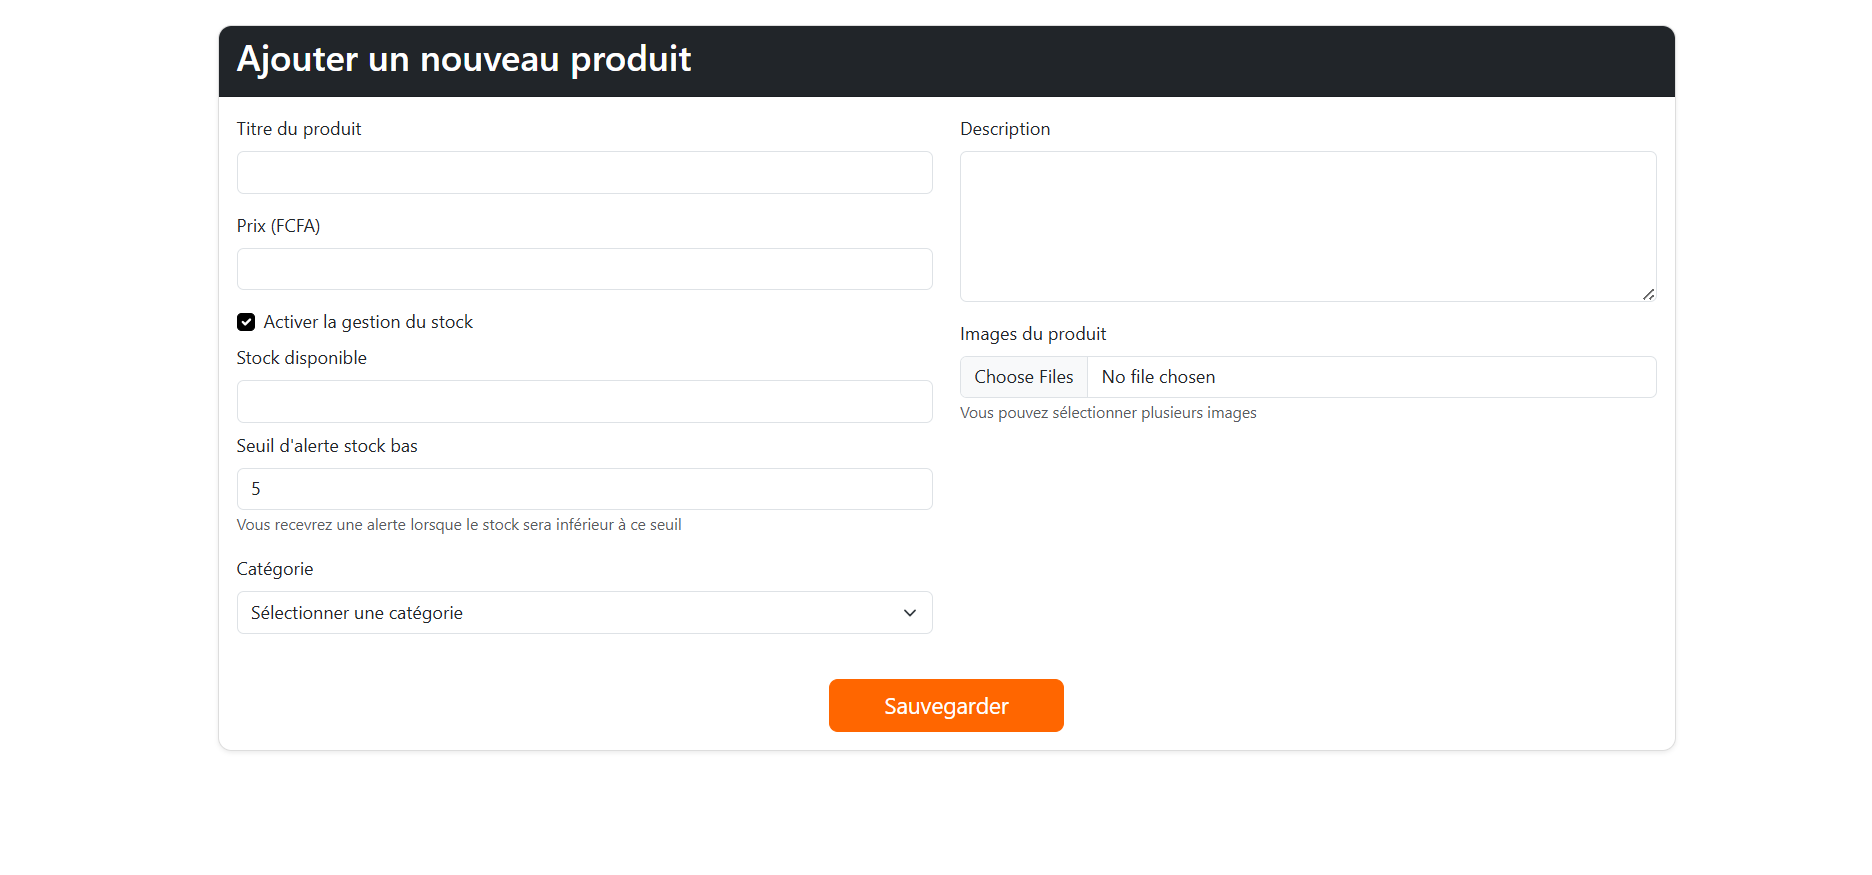 Ajouter un nouveau produit
Titre du produit
Prix (FCFA)
Activer la gestion du stock
Stock disponible
Seuil d'alerte stock bas
5
Vous recevrez une alerte lorsque le stock sera inférieur à ce seuil
Catégorie
Sélectionner une catégorie
Description
Images du produit
Choose Files No file chosen
Vous pouvez sélectionner plusieurs images
Sauvegarder